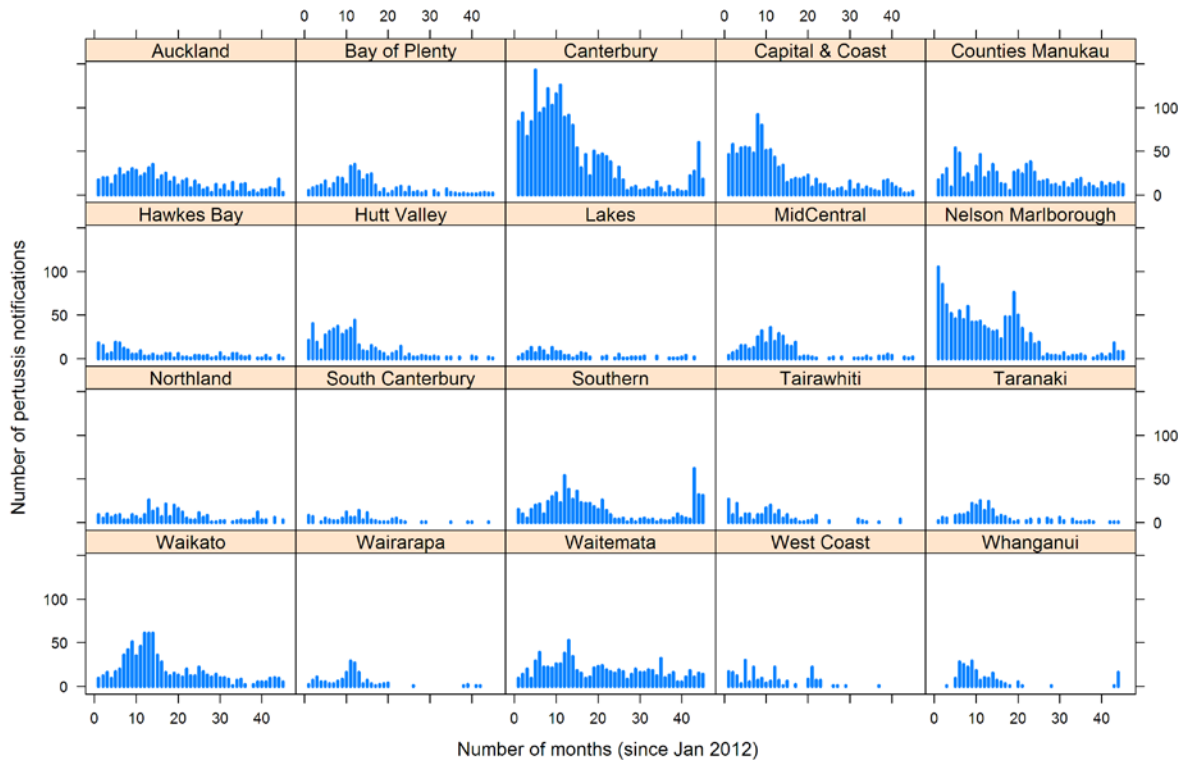 0 10 20 30 40 0 10 20 30 40
Auckland Bay of Plenty Canterbury Capital & Coast Counties Manukau
100
50
0
Hawkes Bay Hutt Valley Lakes MidCentral Nelson Marlborough
100
50
0
Northland South Canterbury Southern Tairawhiti Taranaki
100
50
0
Waikato Wairarapa Waitemata West Coast Whanganui
100
50
0
0 10 20 30 40 0 10 20 30 40 0 10 20 30 40
Number of pertussis notifications
Number of months (since Jan 2012)